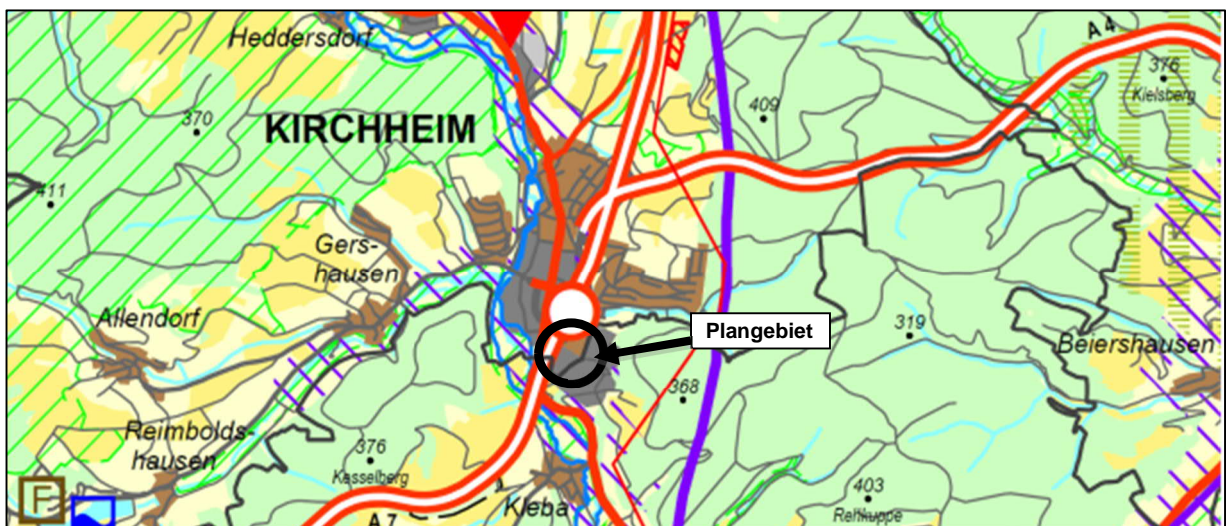 Heddersdorf
A 4
376
Kielsberg
409
370
KIRCHHEIM
411
Gers-
hausen
Allendorf
319
Plangebiet
Beiershausen
368
Reimbolds-
hausen
376
Kasselberg
403
Rehkuppe
F
Kleba
A 7